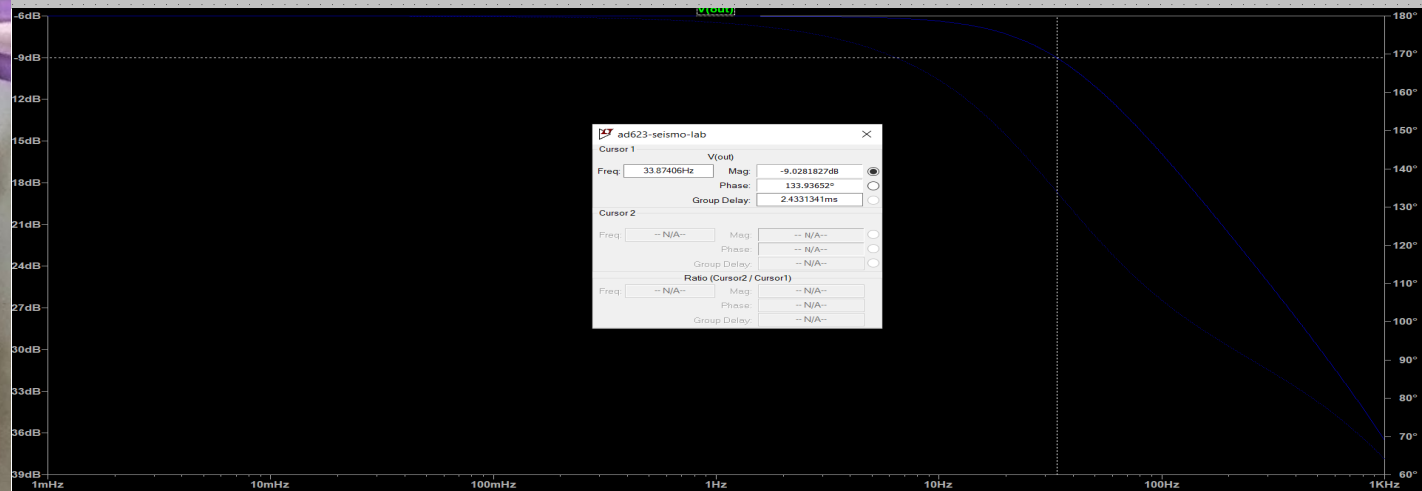 V(out)
-6dB
-9dB
12dB
15dB
18dB
21dB
24dB
27dB
30dB
33dB
36dB
39dB
180°
170°
160°
150°
140°
130°
120°
110°
100°
90°
80°
70°
60°
1mHz 10mHz 100mHz 1Hz 10Hz 100Hz 1KHz
ad623-seismo-lab
Cursor 1
V(out)
Freq: 33.87406Hz Mag: -9.0281827dB
Phase: 133.93652°
Group Delay: 2.4331341ms
Cursor 2
Freq: -- N/A-- Mag: -- N/A--
Phase: -- N/A--
Group Delay: -- N/A--
Ratio (Cursor2 / Cursor1)
Freq: -- N/A-- Mag: -- N/A--
Phase: -- N/A--
Group Delay: -- N/A--